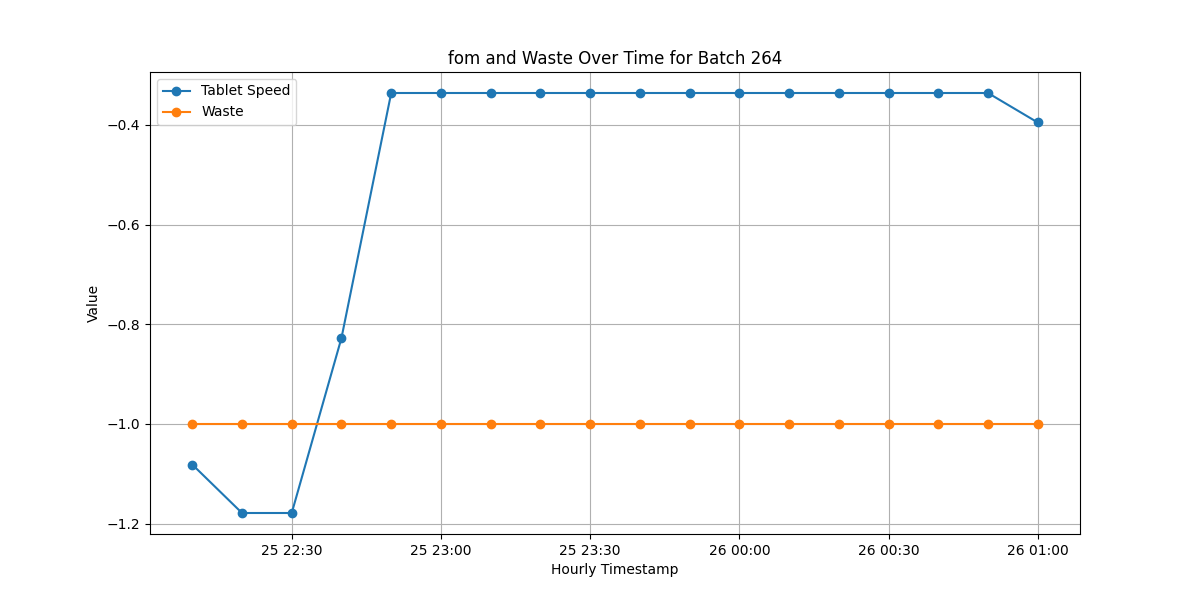 fom and Waste Over Time for Batch 264
Tablet Speed
Waste
−0.4
−0.6
−0.8
−1.0
−1.2
Value
25 22:30 25 23:00 25 23:30 26 00:00 26 00:30 26 01:00
Hourly Timestamp